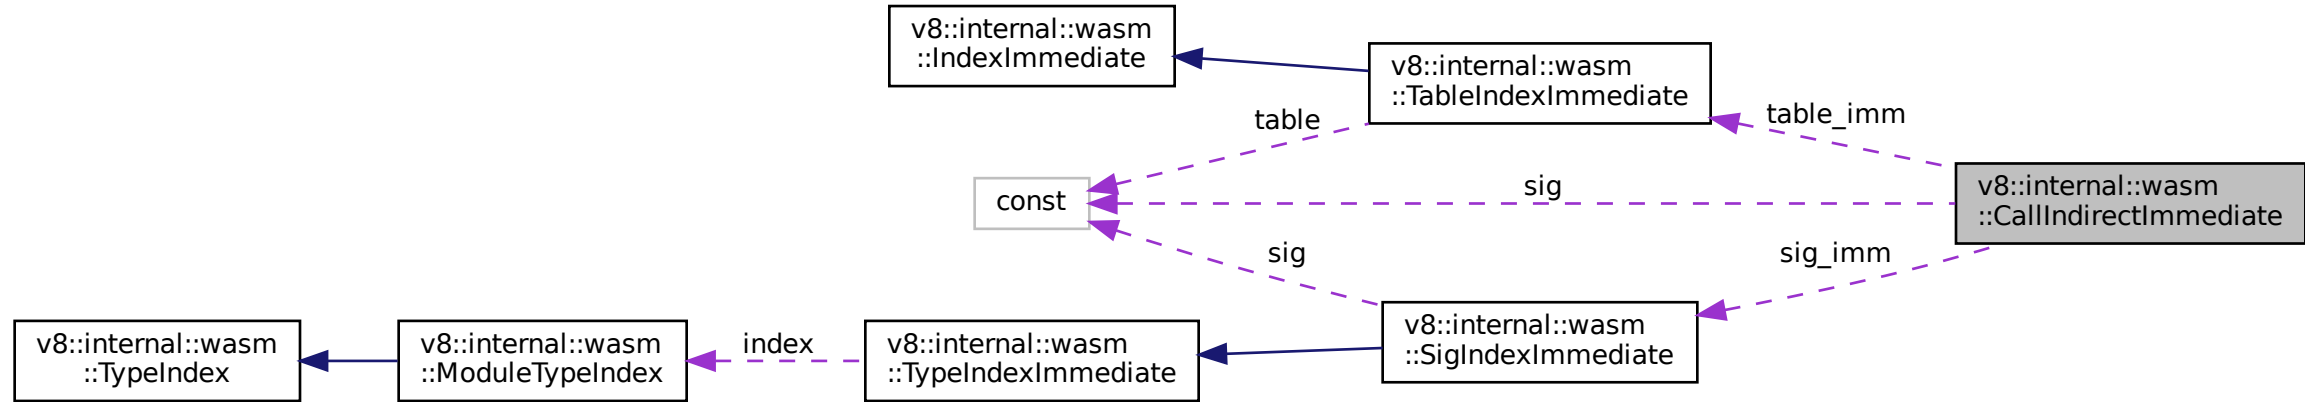 v8::internal::wasm
::IndexImmediate
v8::internal::wasm
::TableIndexImmediate
table_imm
table
v8::internal::wasm
::CallIndirectImmediate
sig
const
sig
sig_imm
v8::internal::wasm
::SigIndexImmediate
v8::internal::wasm
::TypeIndex
v8::internal::wasm
::ModuleTypeIndex
index
v8::internal::wasm
::TypeIndexImmediate